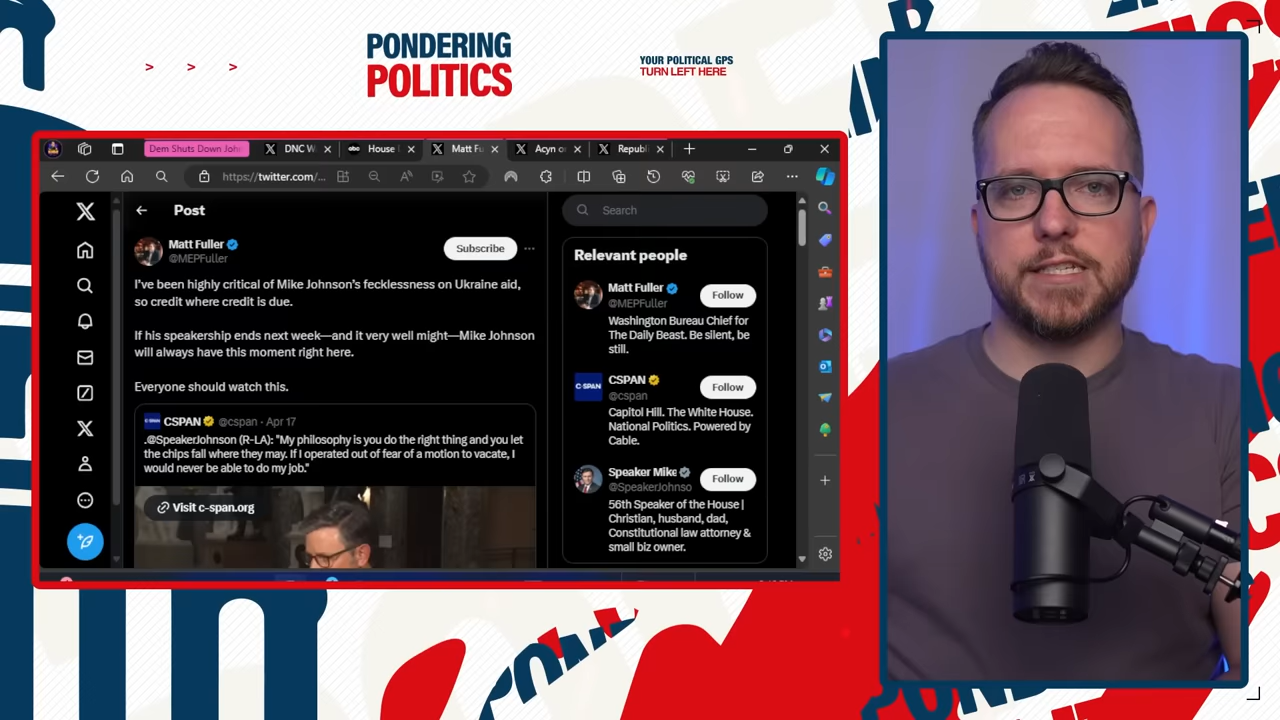 > > >
PONDERING
POLITICS
YOUR POLITICAL GPS
TURN LEFT HERE
Dem Shuts Down Joh
DNC W
House
Matt Fu
Acyn o
Republ
https://twitter.com/...
Post
Matt Fuller
@MEPFuller
Subscribe
I've been highly critical of Mike Johnson's fecklessness on Ukraine aid,
so credit where credit is due.
If his speakership ends next week—and it very well might—Mike Johnson
will always have this moment right here.
Everyone should watch this.
CSPAN @cspan · Apr 17
.@SpeakerJohnson (R-LA): "My philosophy is you do the right thing and you let
the chips fall where they may. If I operated out of fear of a motion to vacate, I
would never be able to do my job."
Visit c-span.org
Search
Relevant people
Matt Fuller
@MEPFuller
Follow
Washington Bureau Chief for
The Daily Beast. Be silent, be
still.
C-SPAN
CSPAN
@cspan
Follow
Capitol Hill. The White House.
National Politics. Powered by
Cable.
Speaker Mike
@SpeakerJohnso
Follow
56th Speaker of the House |
Christian, husband, dad,
Constitutional law attorney &
small biz owner.